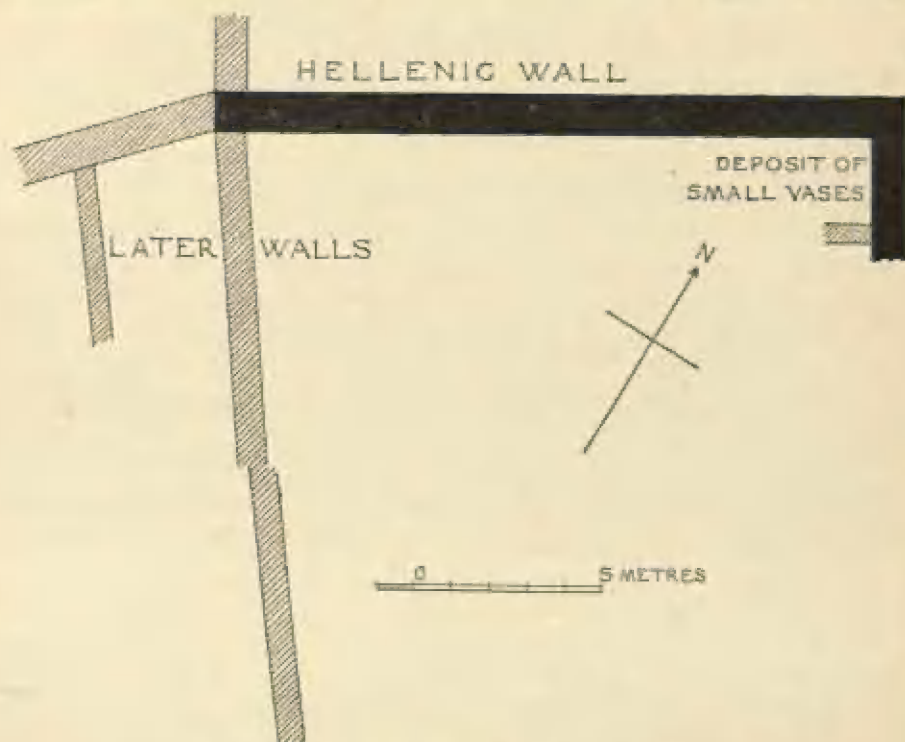 HELLENIC WALL
DEPOSIT OF
SMALL VASES
LATER WALLS
N
0 5 METRES